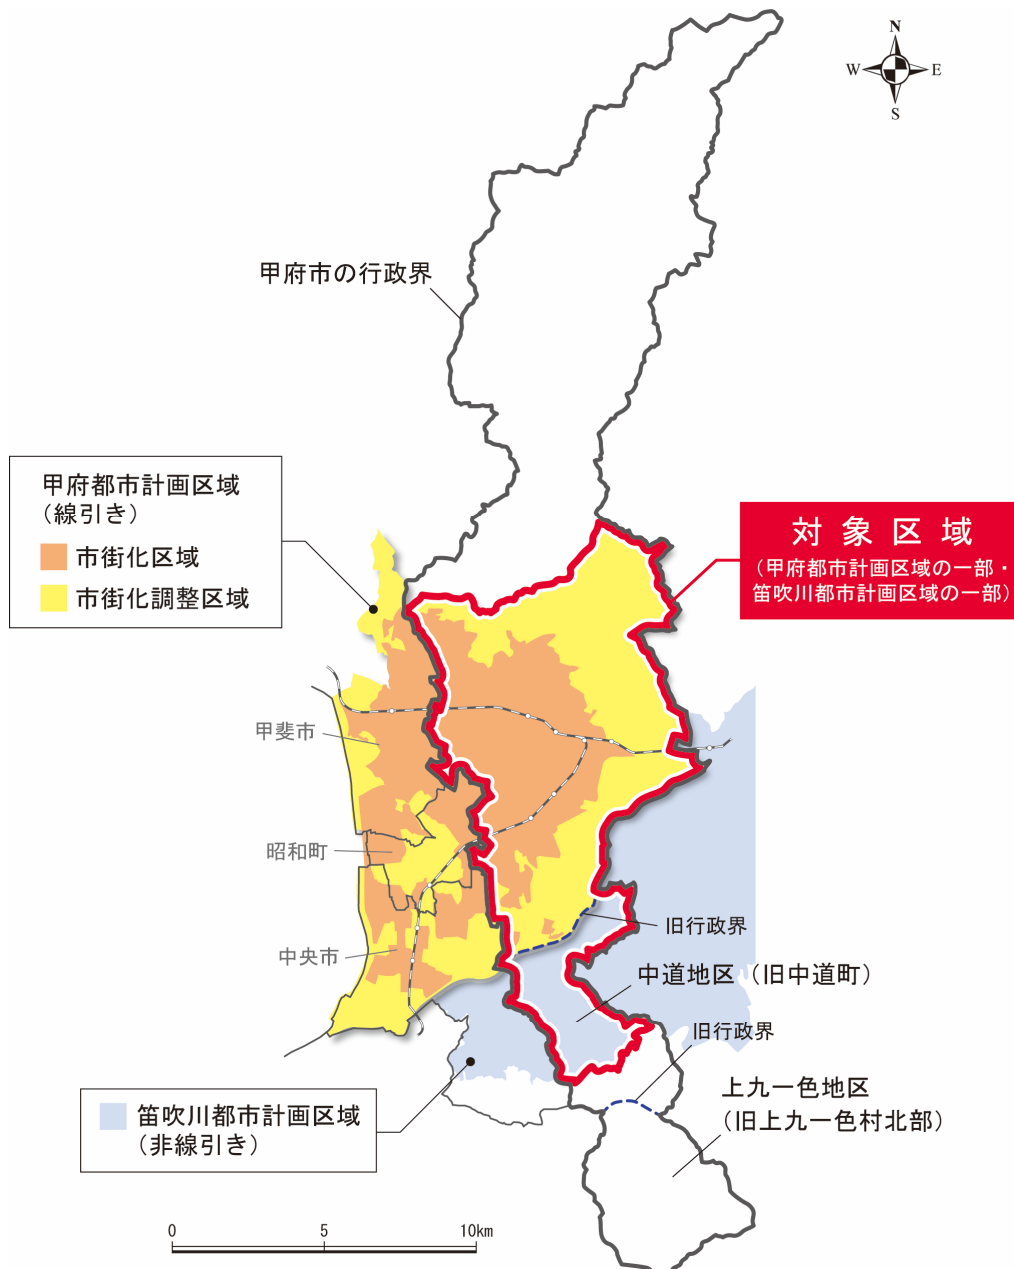 N
W
E
S
甲府市の行政界
甲府都市計画区域
（線引き）
市街化区域
市街化調整区域
対象区域
（甲府都市計画区域の一部・
笛吹川都市計画区域の一部）
甲斐市
昭和町
中央市
旧行政界
中道地区（旧中道町）
旧行政界
上九一色地区
（旧上九一色村北部）
笛吹川都市計画区域
（非線引き）
0 5 10km